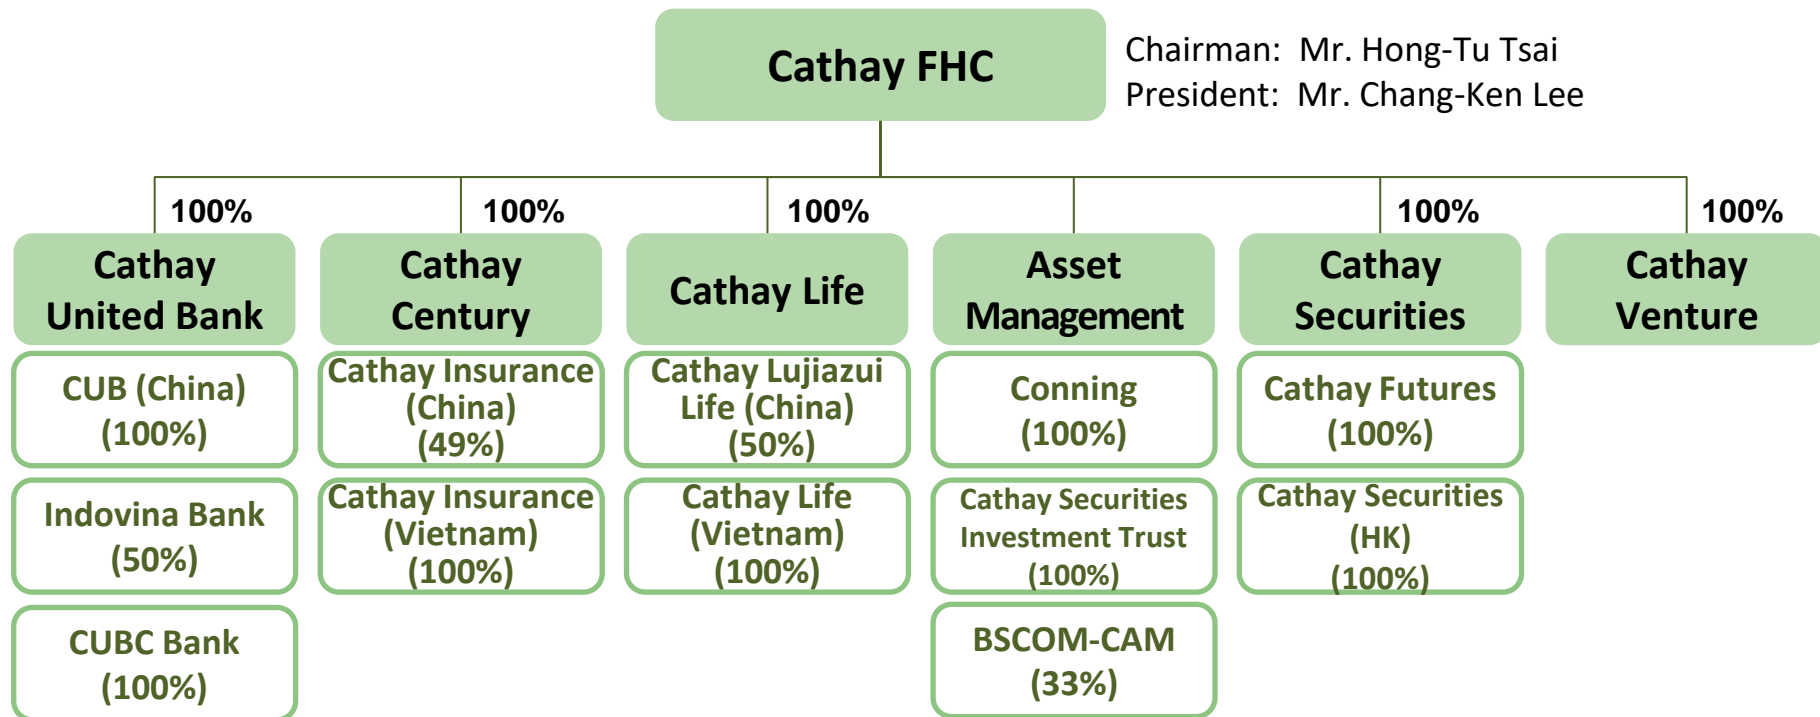 Cathay FHC
Chairman: Mr. Hong-Tu Tsai
President: Mr. Chang-Ken Lee
100%
100%
100%
100%
100%
Cathay
United Bank
Cathay
Century
Cathay Life
Asset
Management
Cathay
Securities
Cathay
Venture
CUB (China)
(100%)
Cathay Insurance
(China)
(49%)
Cathay Lujiazui
Life (China)
(50%)
Conning
(100%)
Cathay Futures
(100%)
Indovina Bank
(50%)
Cathay Insurance
(Vietnam)
(100%)
Cathay Life
(Vietnam)
(100%)
Cathay Securities
Investment Trust
(100%)
Cathay Securities
(HK)
(100%)
CUBC Bank
(100%)
BSCOM-CAM
(33%)